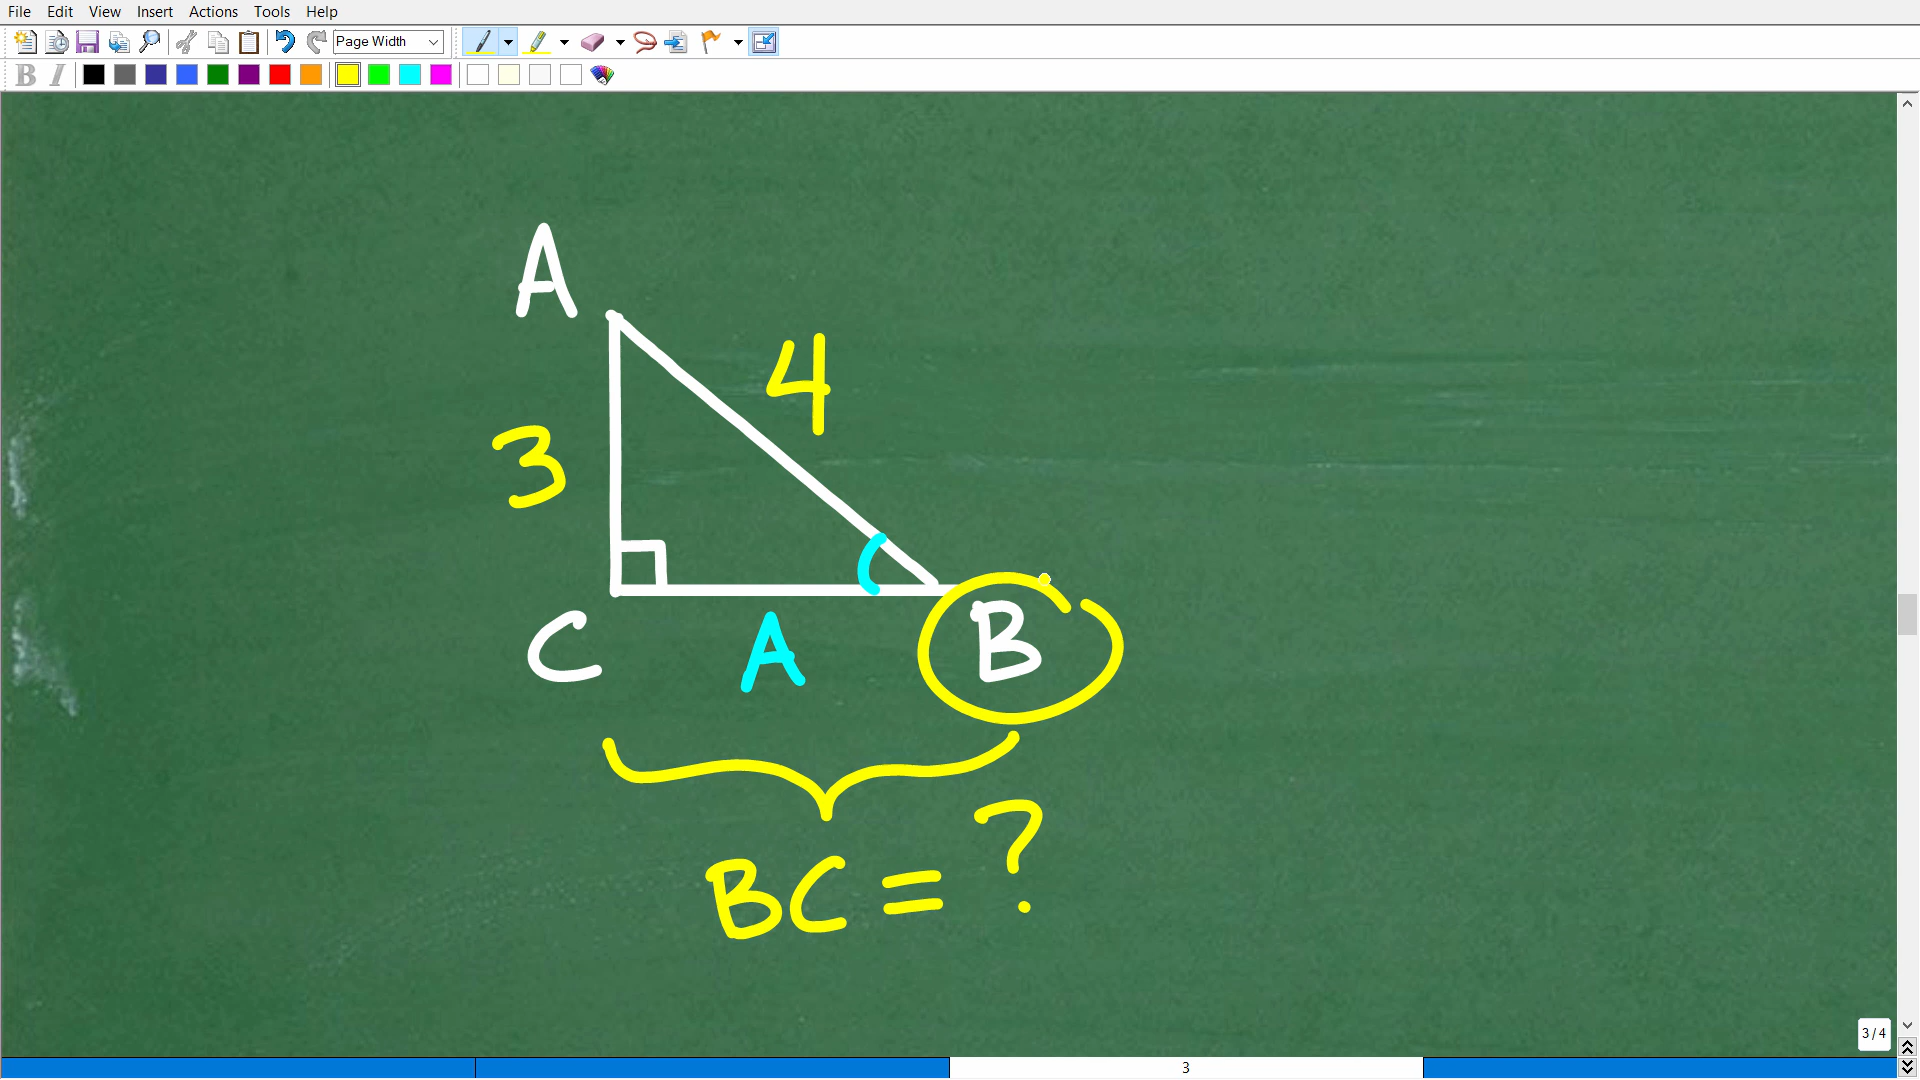 File Edit View Insert Actions Tools Help
Page Width
B I
A
4
3
C A B
BC = ?
3 / 4
3